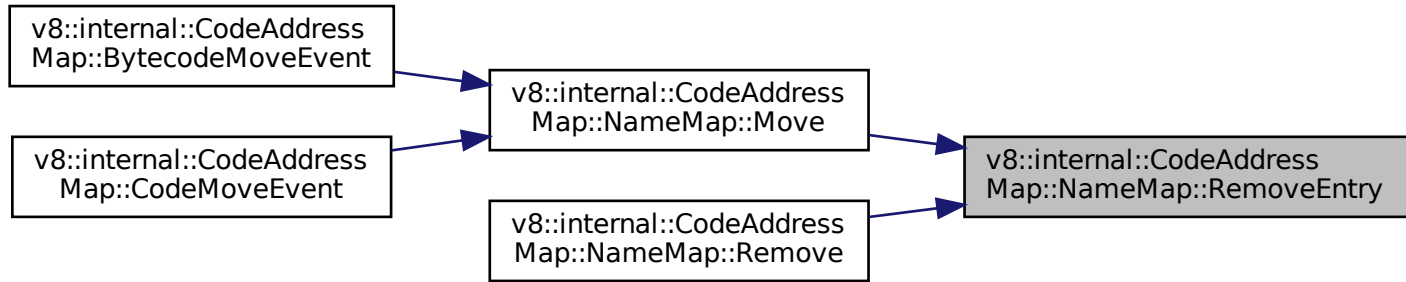 v8::internal::CodeAddress
Map::BytecodeMoveEvent
v8::internal::CodeAddress
Map::CodeMoveEvent
v8::internal::CodeAddress
Map::NameMap::Move
v8::internal::CodeAddress
Map::NameMap::Remove
v8::internal::CodeAddress
Map::NameMap::RemoveEntry